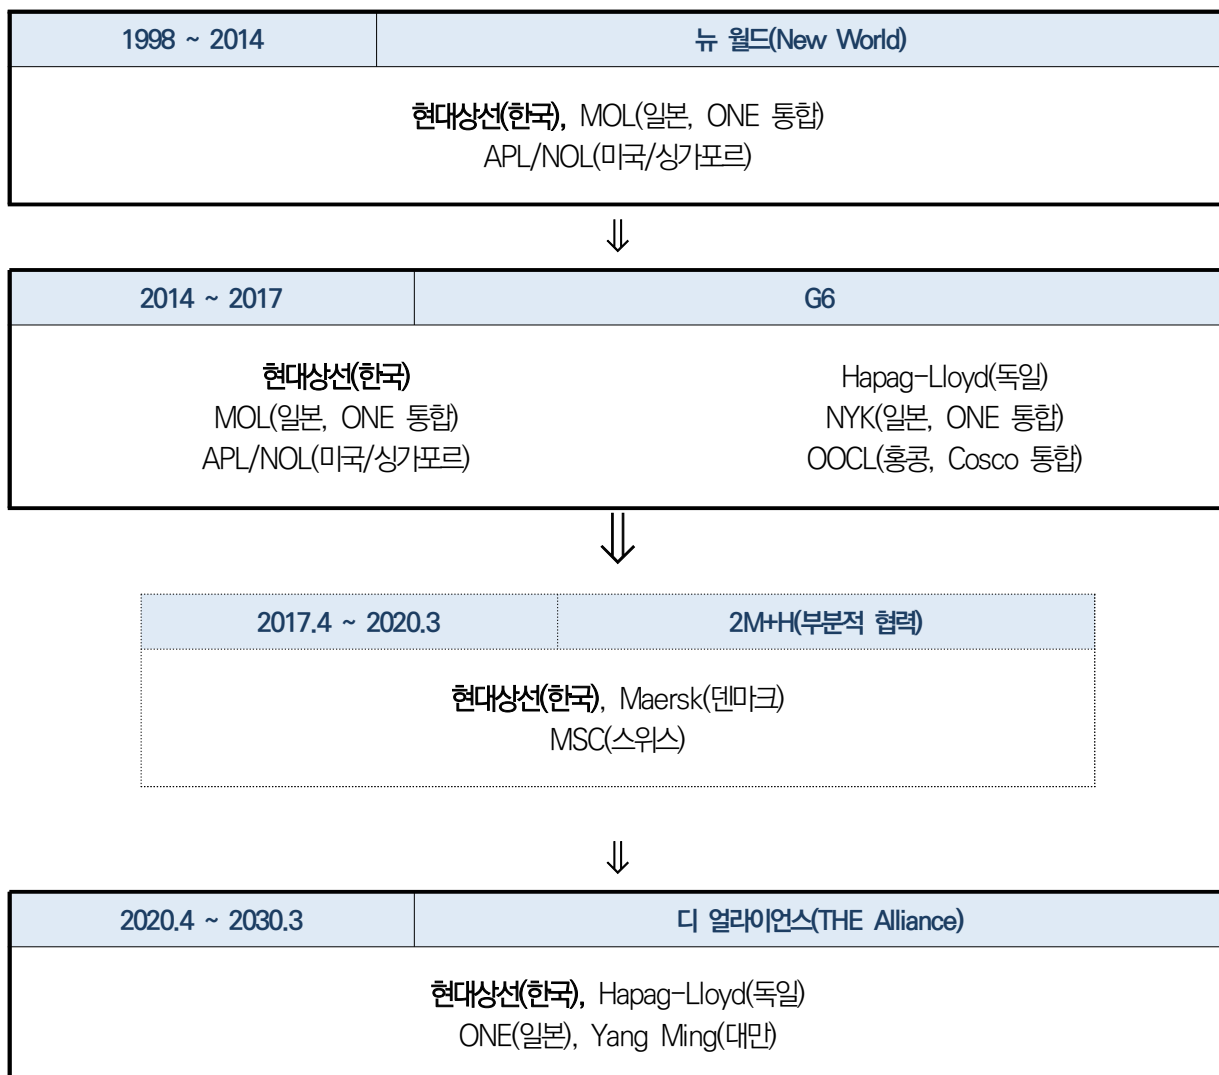 1998 ~ 2014 뉴 월드(New World)
현대상선(한국), MOL(일본, ONE 통합)
APL/NOL(미국/싱가포르)
⇓
2014 ~ 2017 G6
현대상선(한국) Hapag-Lloyd(독일)
MOL(일본, ONE 통합) NYK(일본, ONE 통합)
APL/NOL(미국/싱가포르) OOCL(홍콩, Cosco 통합)
⇓
2017.4 ~ 2020.3 2M+H(부분적 협력)
현대상선(한국), Maersk(덴마크)
MSC(스위스)
⇓
2020.4 ~ 2030.3 디 얼라이언스(THE Alliance)
현대상선(한국), Hapag-Lloyd(독일)
ONE(일본), Yang Ming(대만)